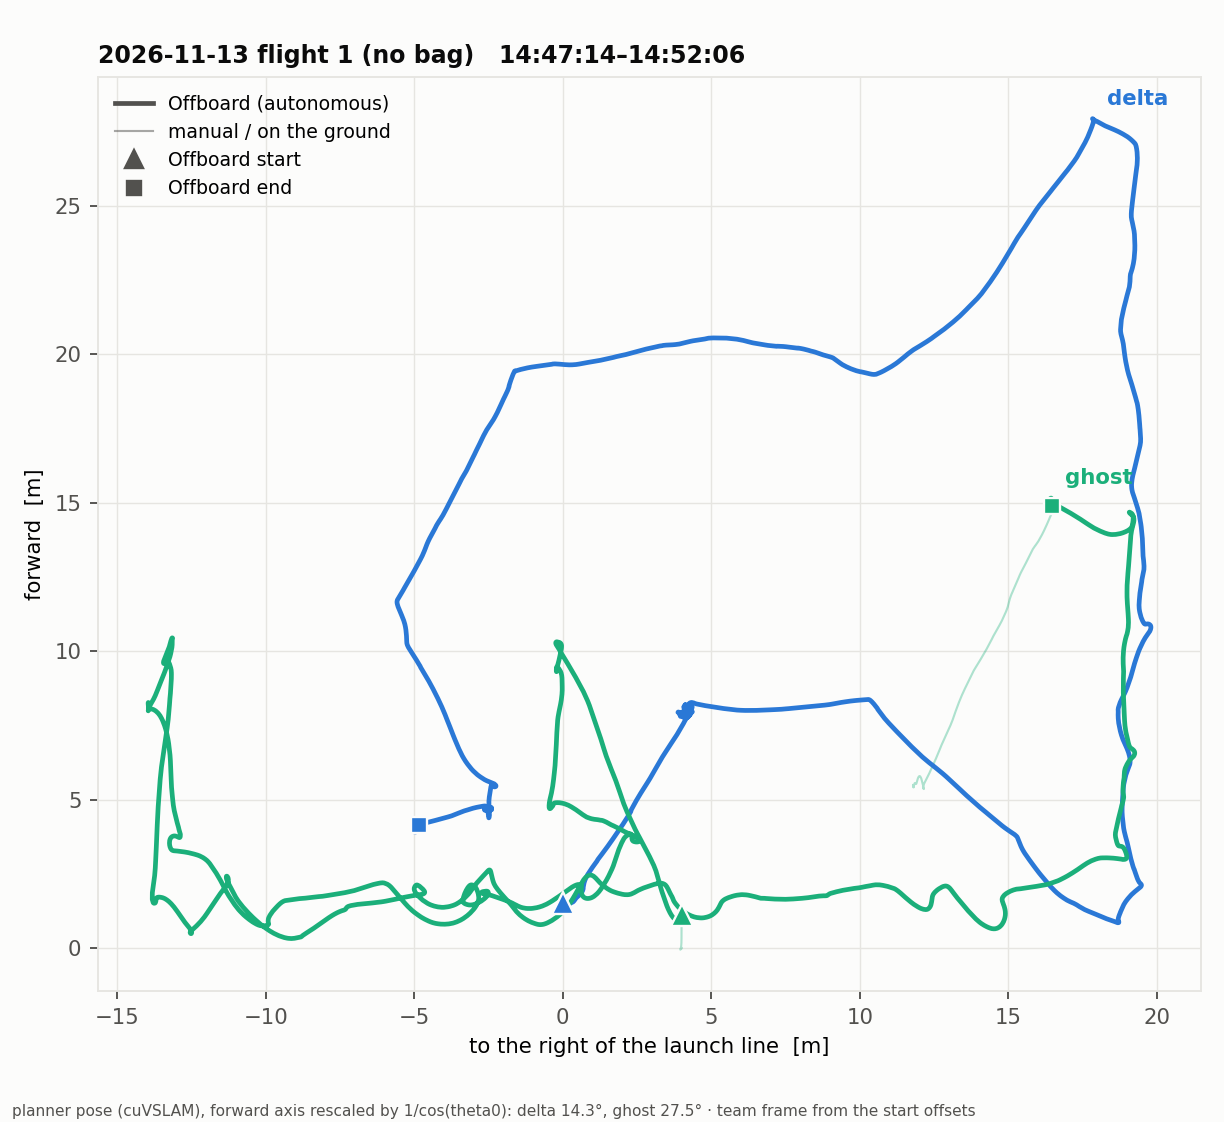 2026-11-13 flight 1 (no bag)   14:47:14–14:52:06
Offboard (autonomous)
manual / on the ground
Offboard start
Offboard end
delta
ghost
forward  [m]
25
20
15
10
5
0
−15
−10
−5
0
5
10
15
20
to the right of the launch line  [m]
planner pose (cuVSLAM), forward axis rescaled by 1/cos(theta0): delta 14.3°, ghost 27.5° · team frame from the start offsets